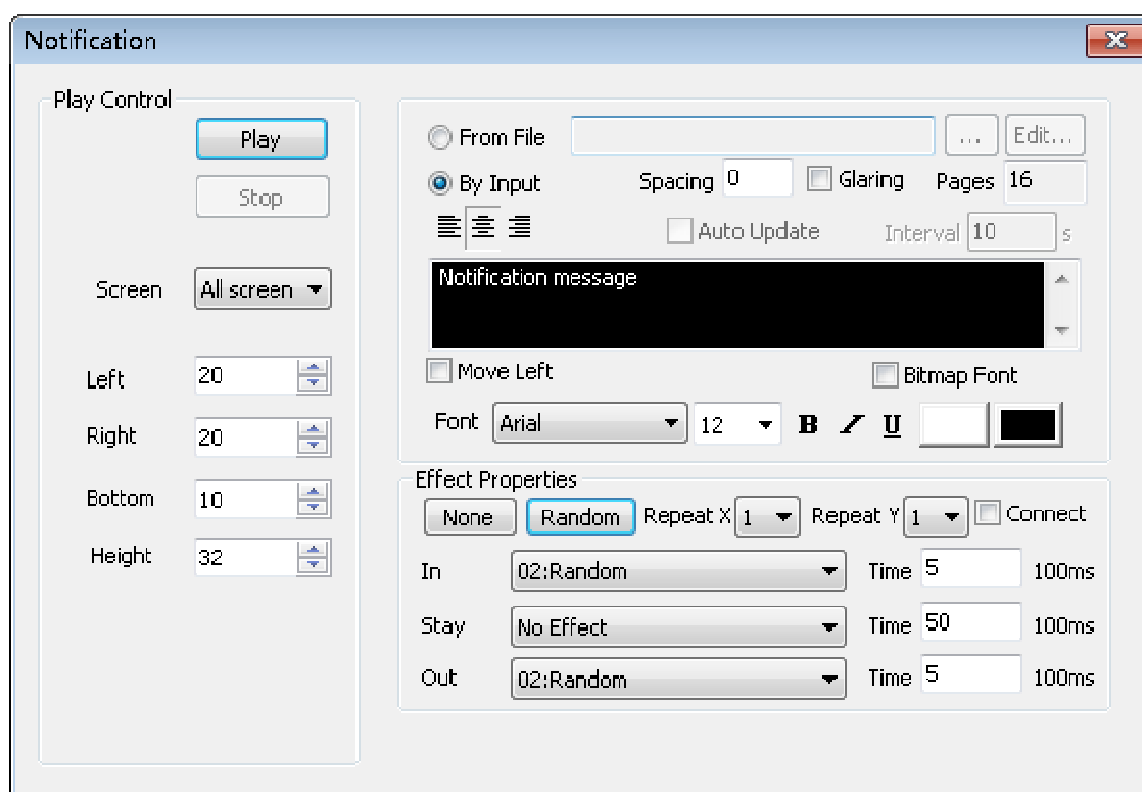 Notification
Play Control
Play
Stop
Screen All screen
Left 20
Right 20
Bottom 10
Height 32
From File ... Edit...
By Input Spacing 0 Glaring Pages 16
Auto Update Interval 10 s
Notification message
Move Left Bitmap Font
Font Arial 12 B I U
Effect Properties
None Random Repeat X 1 Repeat Y 1 Connect
In 02:Random Time 5 100ms
Stay No Effect Time 50 100ms
Out 02:Random Time 5 100ms